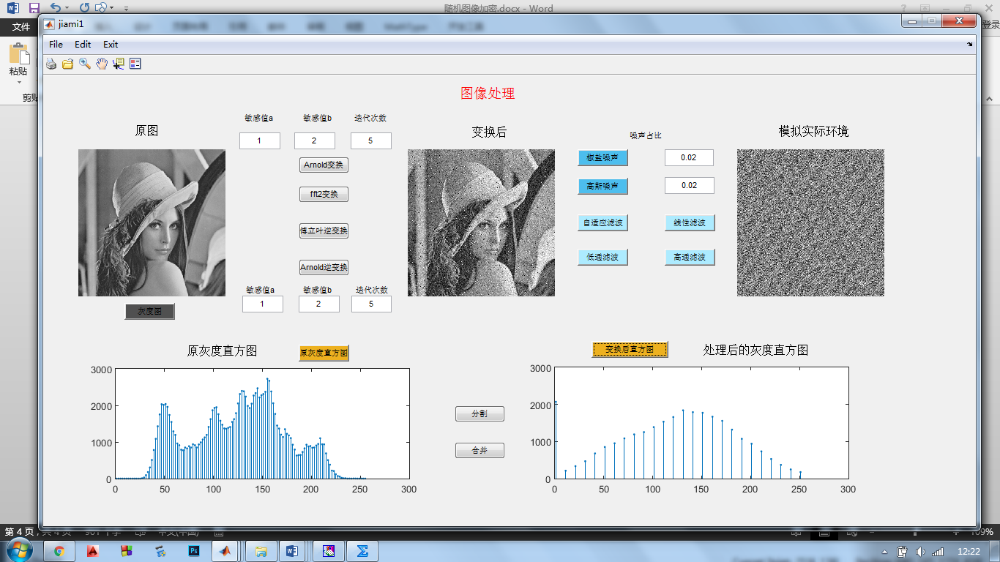 随机图像加密.docx - Word
文件
登录
jiami1
粘贴
File Edit Exit
图像处理
敏感值a 敏感值b 迭代次数
原图
变换后
噪声占比
模拟实际环境
1 2 5
椒盐噪声 0.02
Arnold变换
高斯噪声 0.02
fft2变换
自适应滤波 线性滤波
傅立叶逆变换
低通滤波 高通滤波
Arnold逆变换
敏感值a 敏感值b 迭代次数
1 2 5
灰度图
原灰度直方图 原灰度直方图
变换后直方图 处理后的灰度直方图
3000
2000
1000
0
0 50 100 150 200 250 300
分割
合并
3000
2000
1000
0
0 50 100 150 200 250 300
第 4 页，共 4 页
109%
Ps
12:22